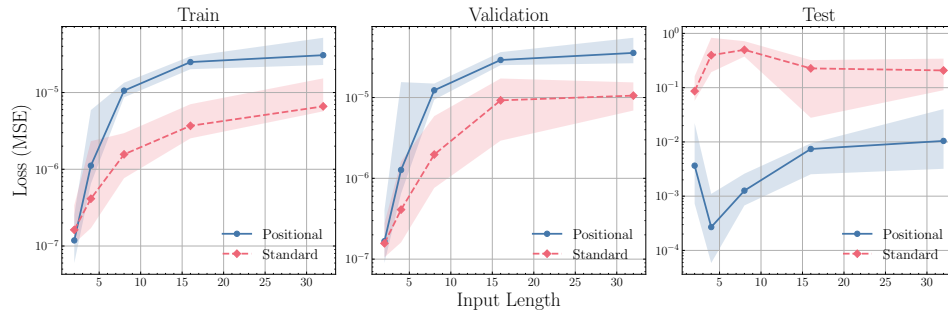 Train
Validation
Test
Loss (MSE)
10⁻⁵
10⁻⁶
10⁻⁷
Positional
Standard
5 10 15 20 25 30
10⁻⁵
10⁻⁶
10⁻⁷
Positional
Standard
5 10 15 20 25 30
10⁰
10⁻¹
10⁻²
10⁻³
10⁻⁴
Positional
Standard
5 10 15 20 25 30
Input Length